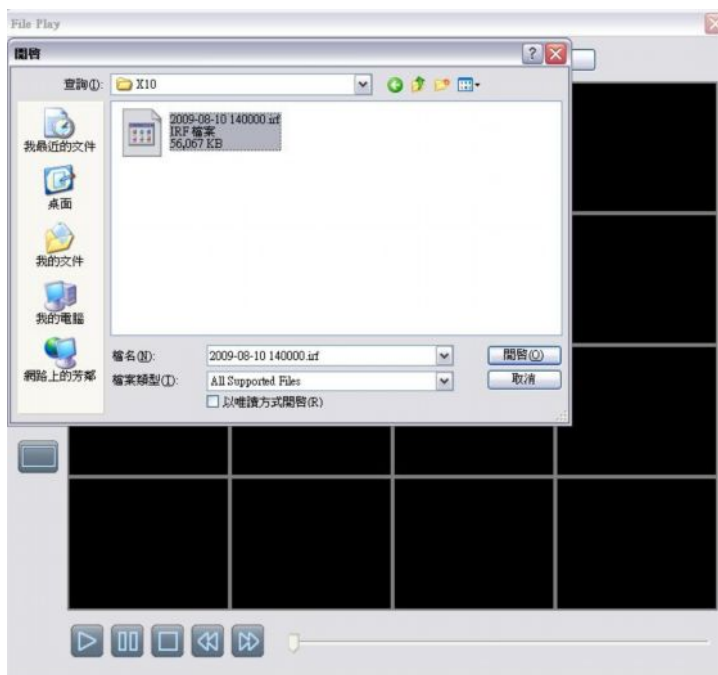 File Play
開啓
查詢(I):
X10
2009-08-10 140000.irf
IRF 檔案
56,067 KB
我最近的文件
桌面
我的文件
我的電腦
網路上的芳鄰
檔名(N):
2009-08-10 140000.irf
開啓(O)
檔案類型(T):
All Supported Files
取消
以唯讀方式開啓(R)